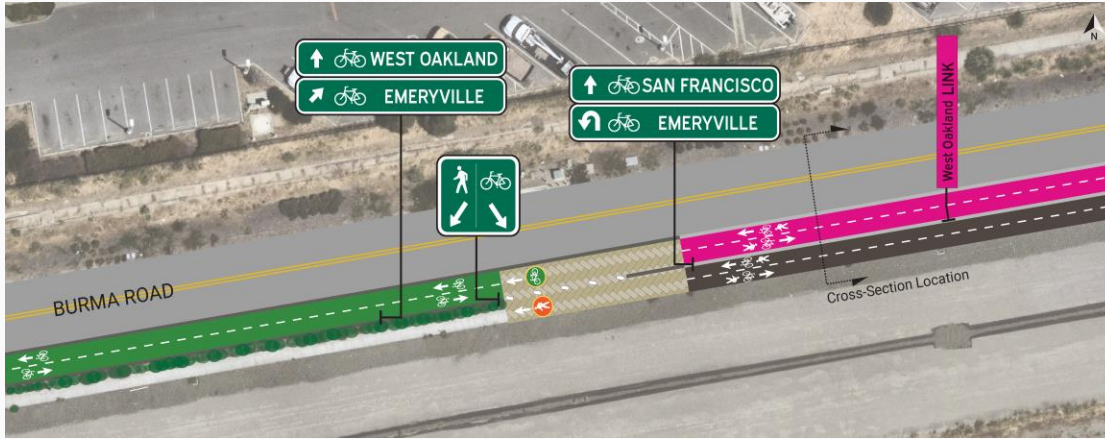 WEST OAKLAND
EMERYVILLE
SAN FRANCISCO
EMERYVILLE
West Oakland LINK
N
BURMA ROAD
Cross-Section Location